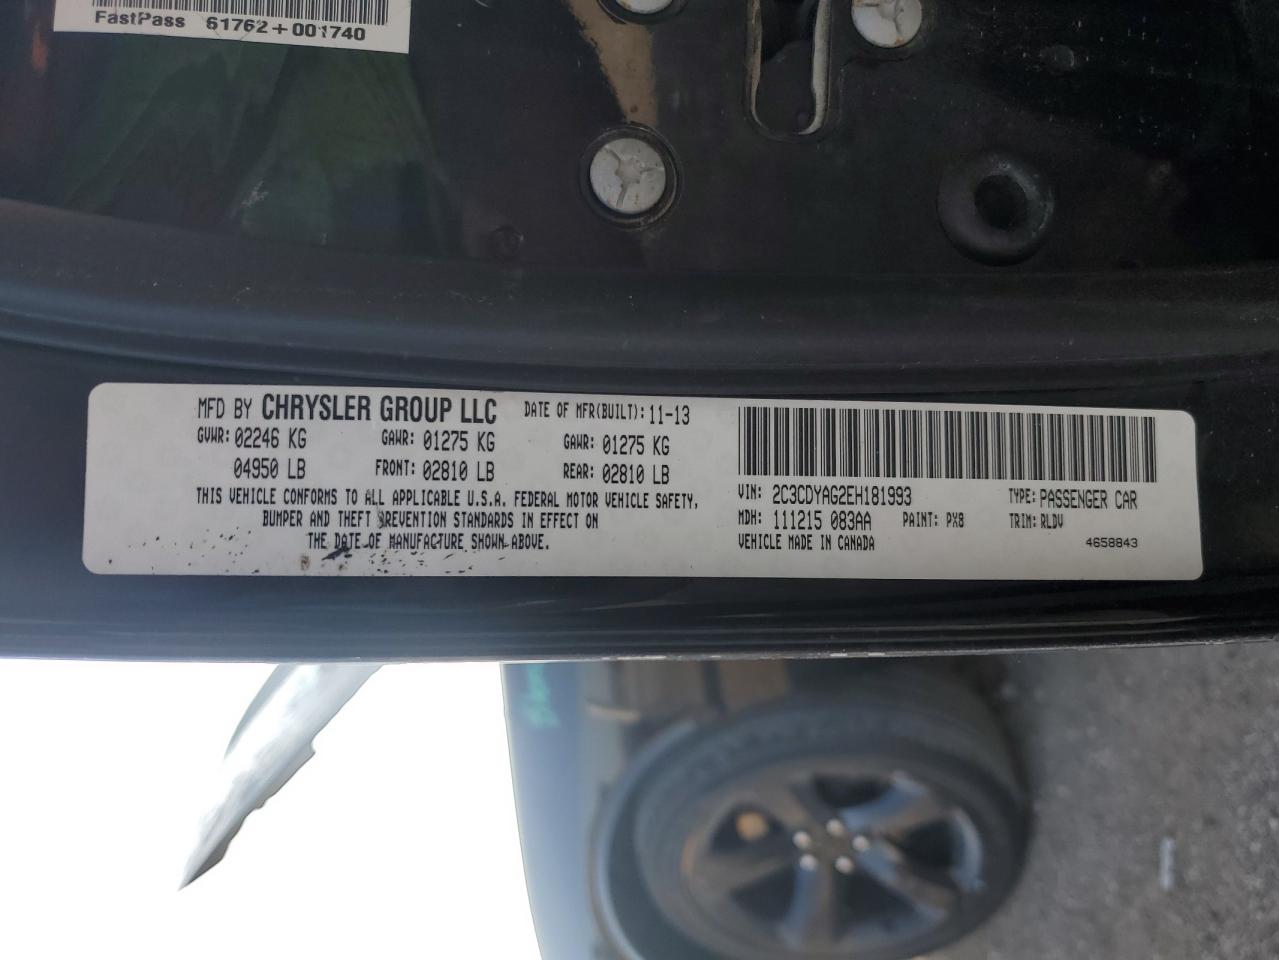 FastPass 61762+001740
MFD BY CHRYSLER GROUP LLC DATE OF MFR(BUILT): 11-13
GVWR: 02246 KG GAWR: 01275 KG GAWR: 01275 KG
04950 LB FRONT: 02810 LB REAR: 02810 LB
THIS VEHICLE CONFORMS TO ALL APPLICABLE U.S.A. FEDERAL MOTOR VEHICLE SAFETY,
BUMPER AND THEFT PREVENTION STANDARDS IN EFFECT ON
THE DATE OF MANUFACTURE SHOWN ABOVE.
VIN: 2C3CDYAG2EH181993 TYPE: PASSENGER CAR
MDH: 111215 083AA PAINT: PX8 TRIM: RLDV
VEHICLE MADE IN CANADA 4658843